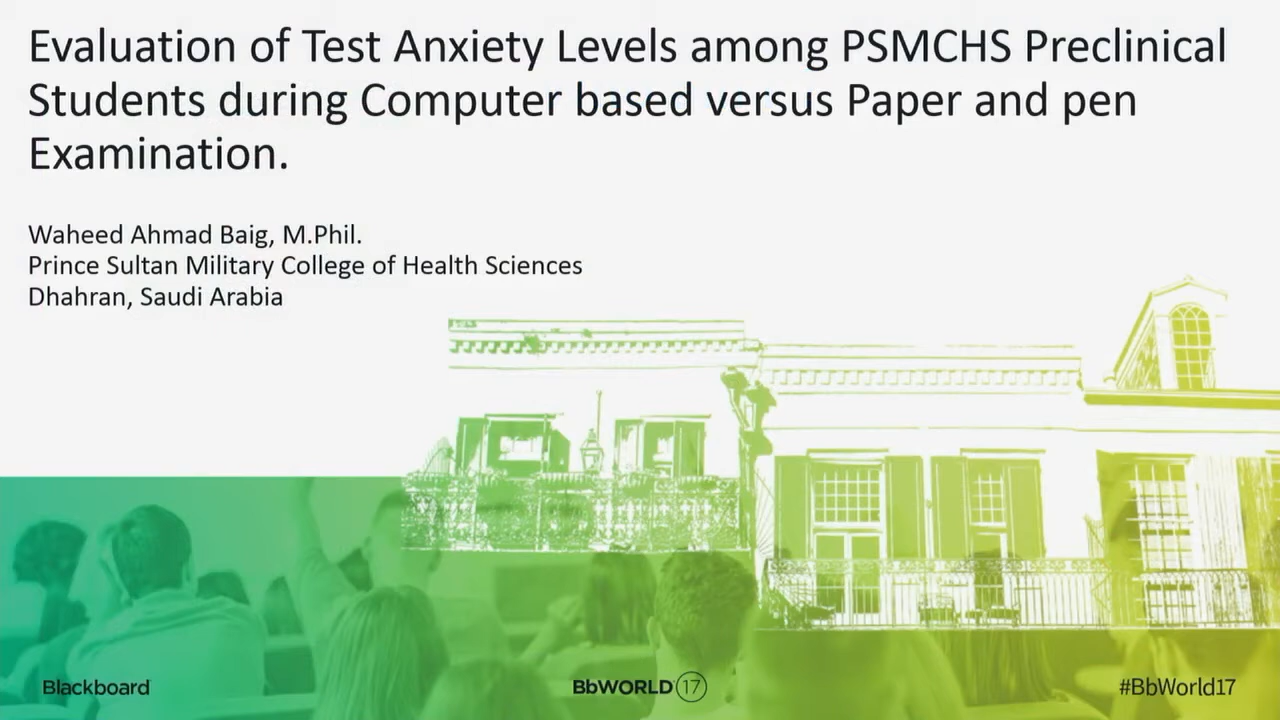 Evaluation of Test Anxiety Levels among PSMCHS Preclinical
Students during Computer based versus Paper and pen
Examination.
Waheed Ahmad Baig, M.Phil.
Prince Sultan Military College of Health Sciences
Dhahran, Saudi Arabia
Blackboard
BbWORLD 17
#BbWorld17